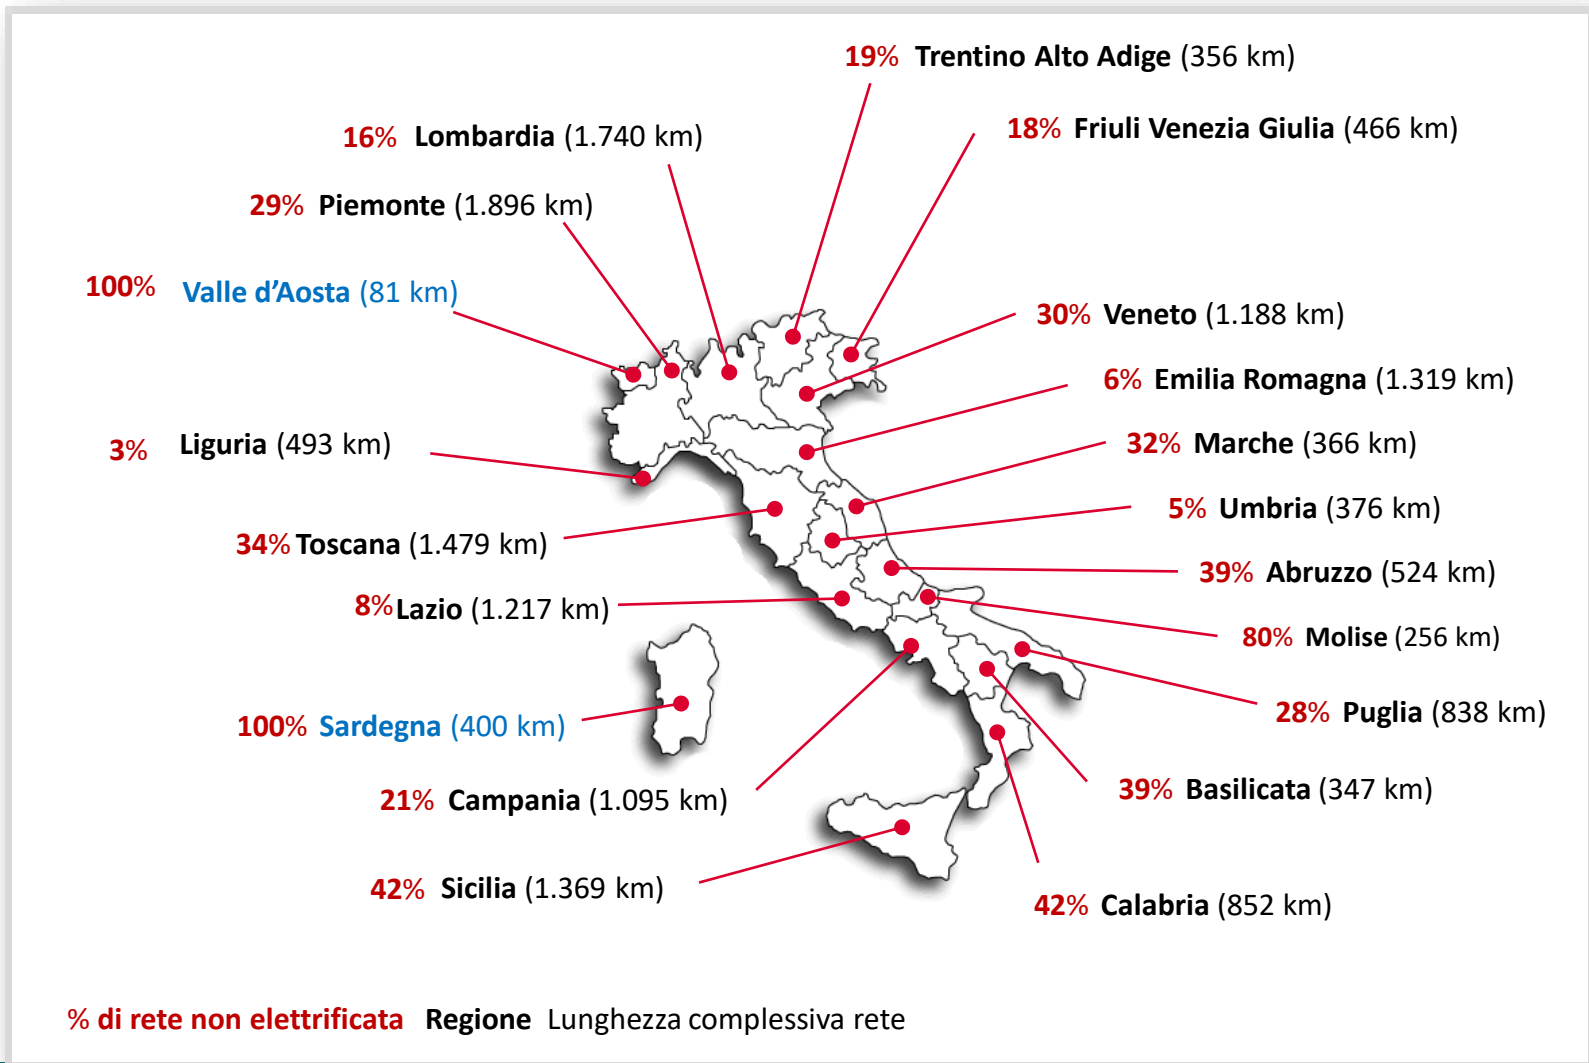 19% Trentino Alto Adige (356 km)
18% Friuli Venezia Giulia (466 km)
16% Lombardia (1.740 km)
29% Piemonte (1.896 km)
100% Valle d’Aosta (81 km)
30% Veneto (1.188 km)
6% Emilia Romagna (1.319 km)
3% Liguria (493 km)
32% Marche (366 km)
5% Umbria (376 km)
34% Toscana (1.479 km)
39% Abruzzo (524 km)
8% Lazio (1.217 km)
80% Molise (256 km)
28% Puglia (838 km)
100% Sardegna (400 km)
39% Basilicata (347 km)
21% Campania (1.095 km)
42% Sicilia (1.369 km)
42% Calabria (852 km)
% di rete non elettrificata Regione Lunghezza complessiva rete